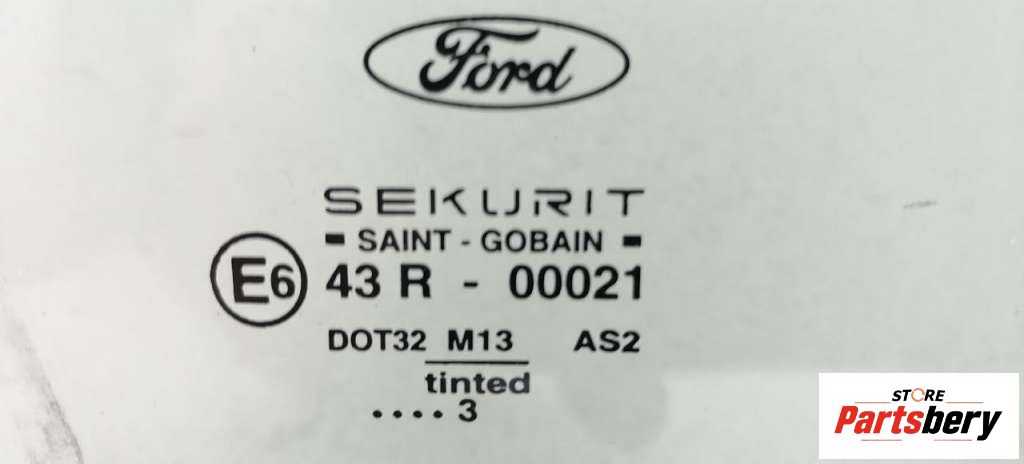 Ford
SEKURIT
- SAINT - GOBAIN -
E6 43 R - 00021
DOT32 M13 AS2
tinted
....3
STORE
Partsbery